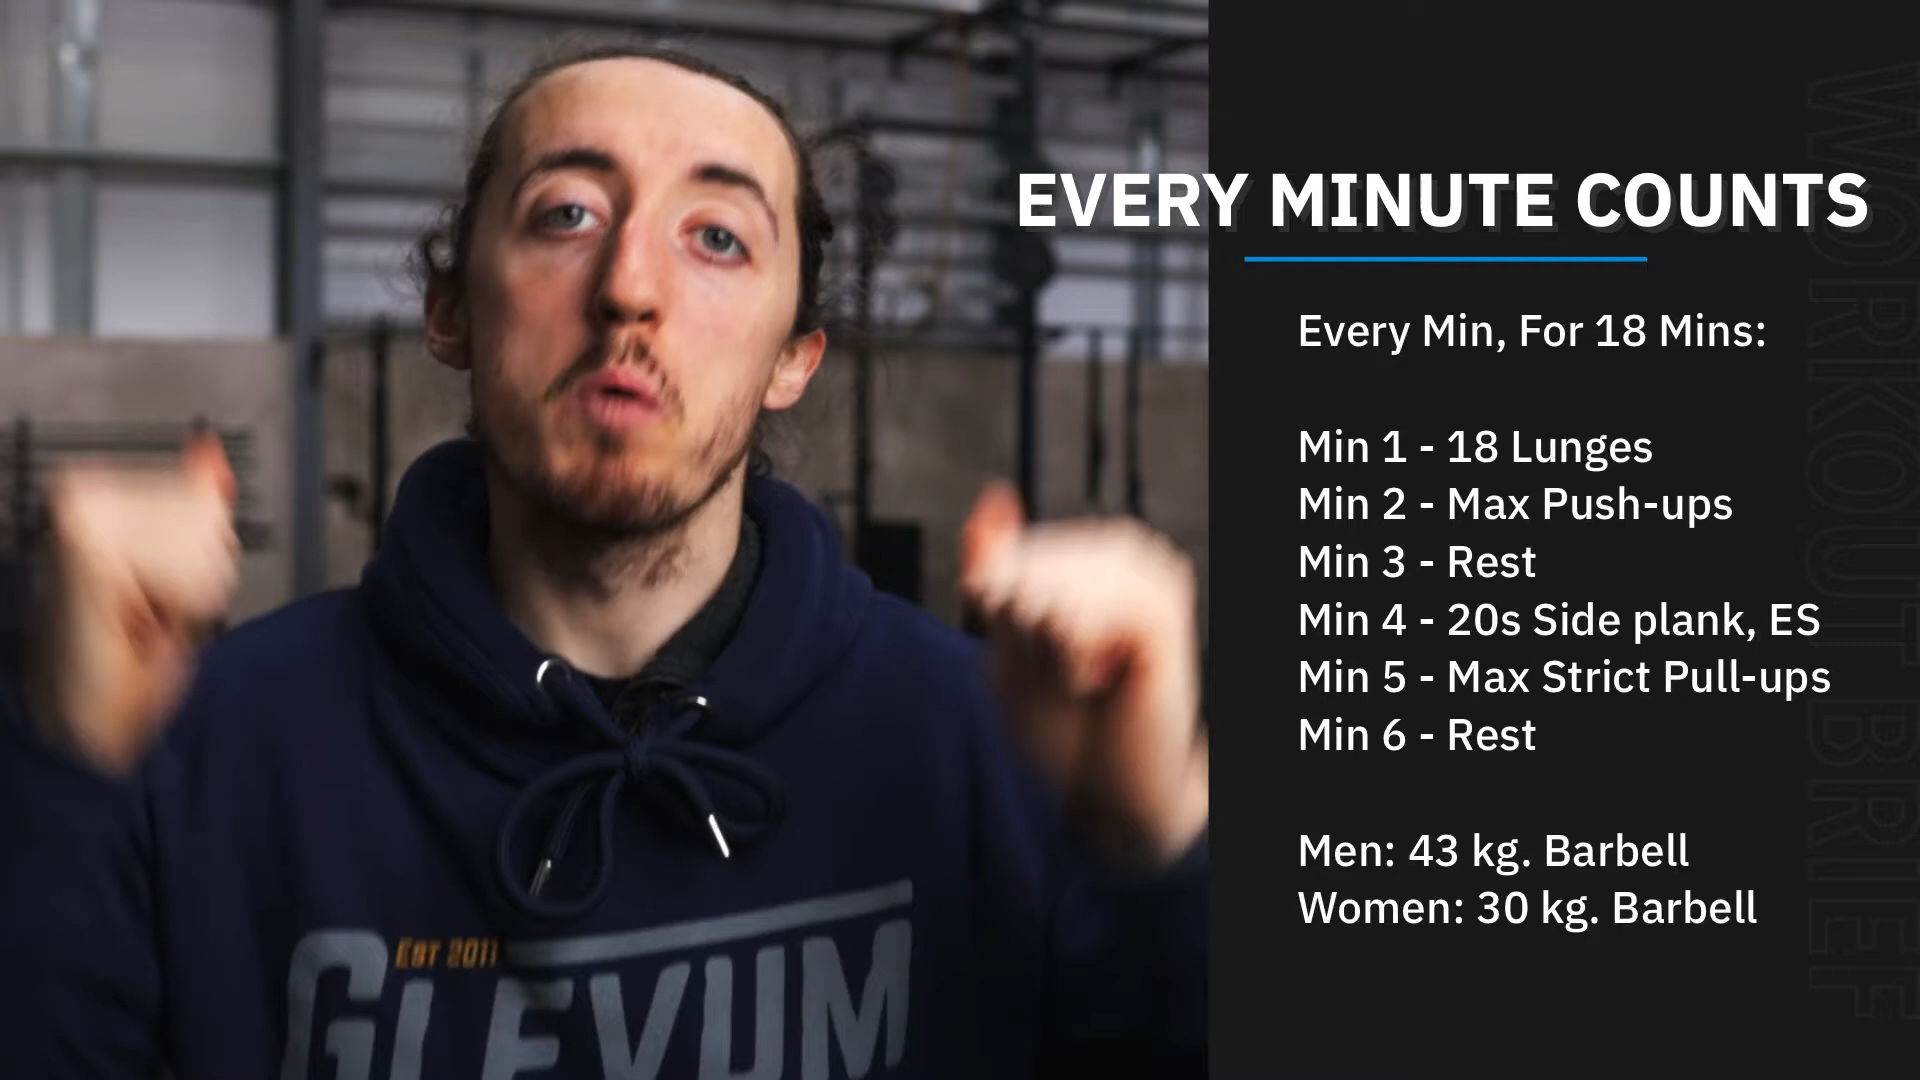 EVERY MINUTE COUNTS
Every Min, For 18 Mins:
Min 1 - 18 Lunges
Min 2 - Max Push-ups
Min 3 - Rest
Min 4 - 20s Side plank, ES
Min 5 - Max Strict Pull-ups
Min 6 - Rest
Men: 43 kg. Barbell
Women: 30 kg. Barbell
WORKOUT BRIEF
EST 2011
GLEVUM